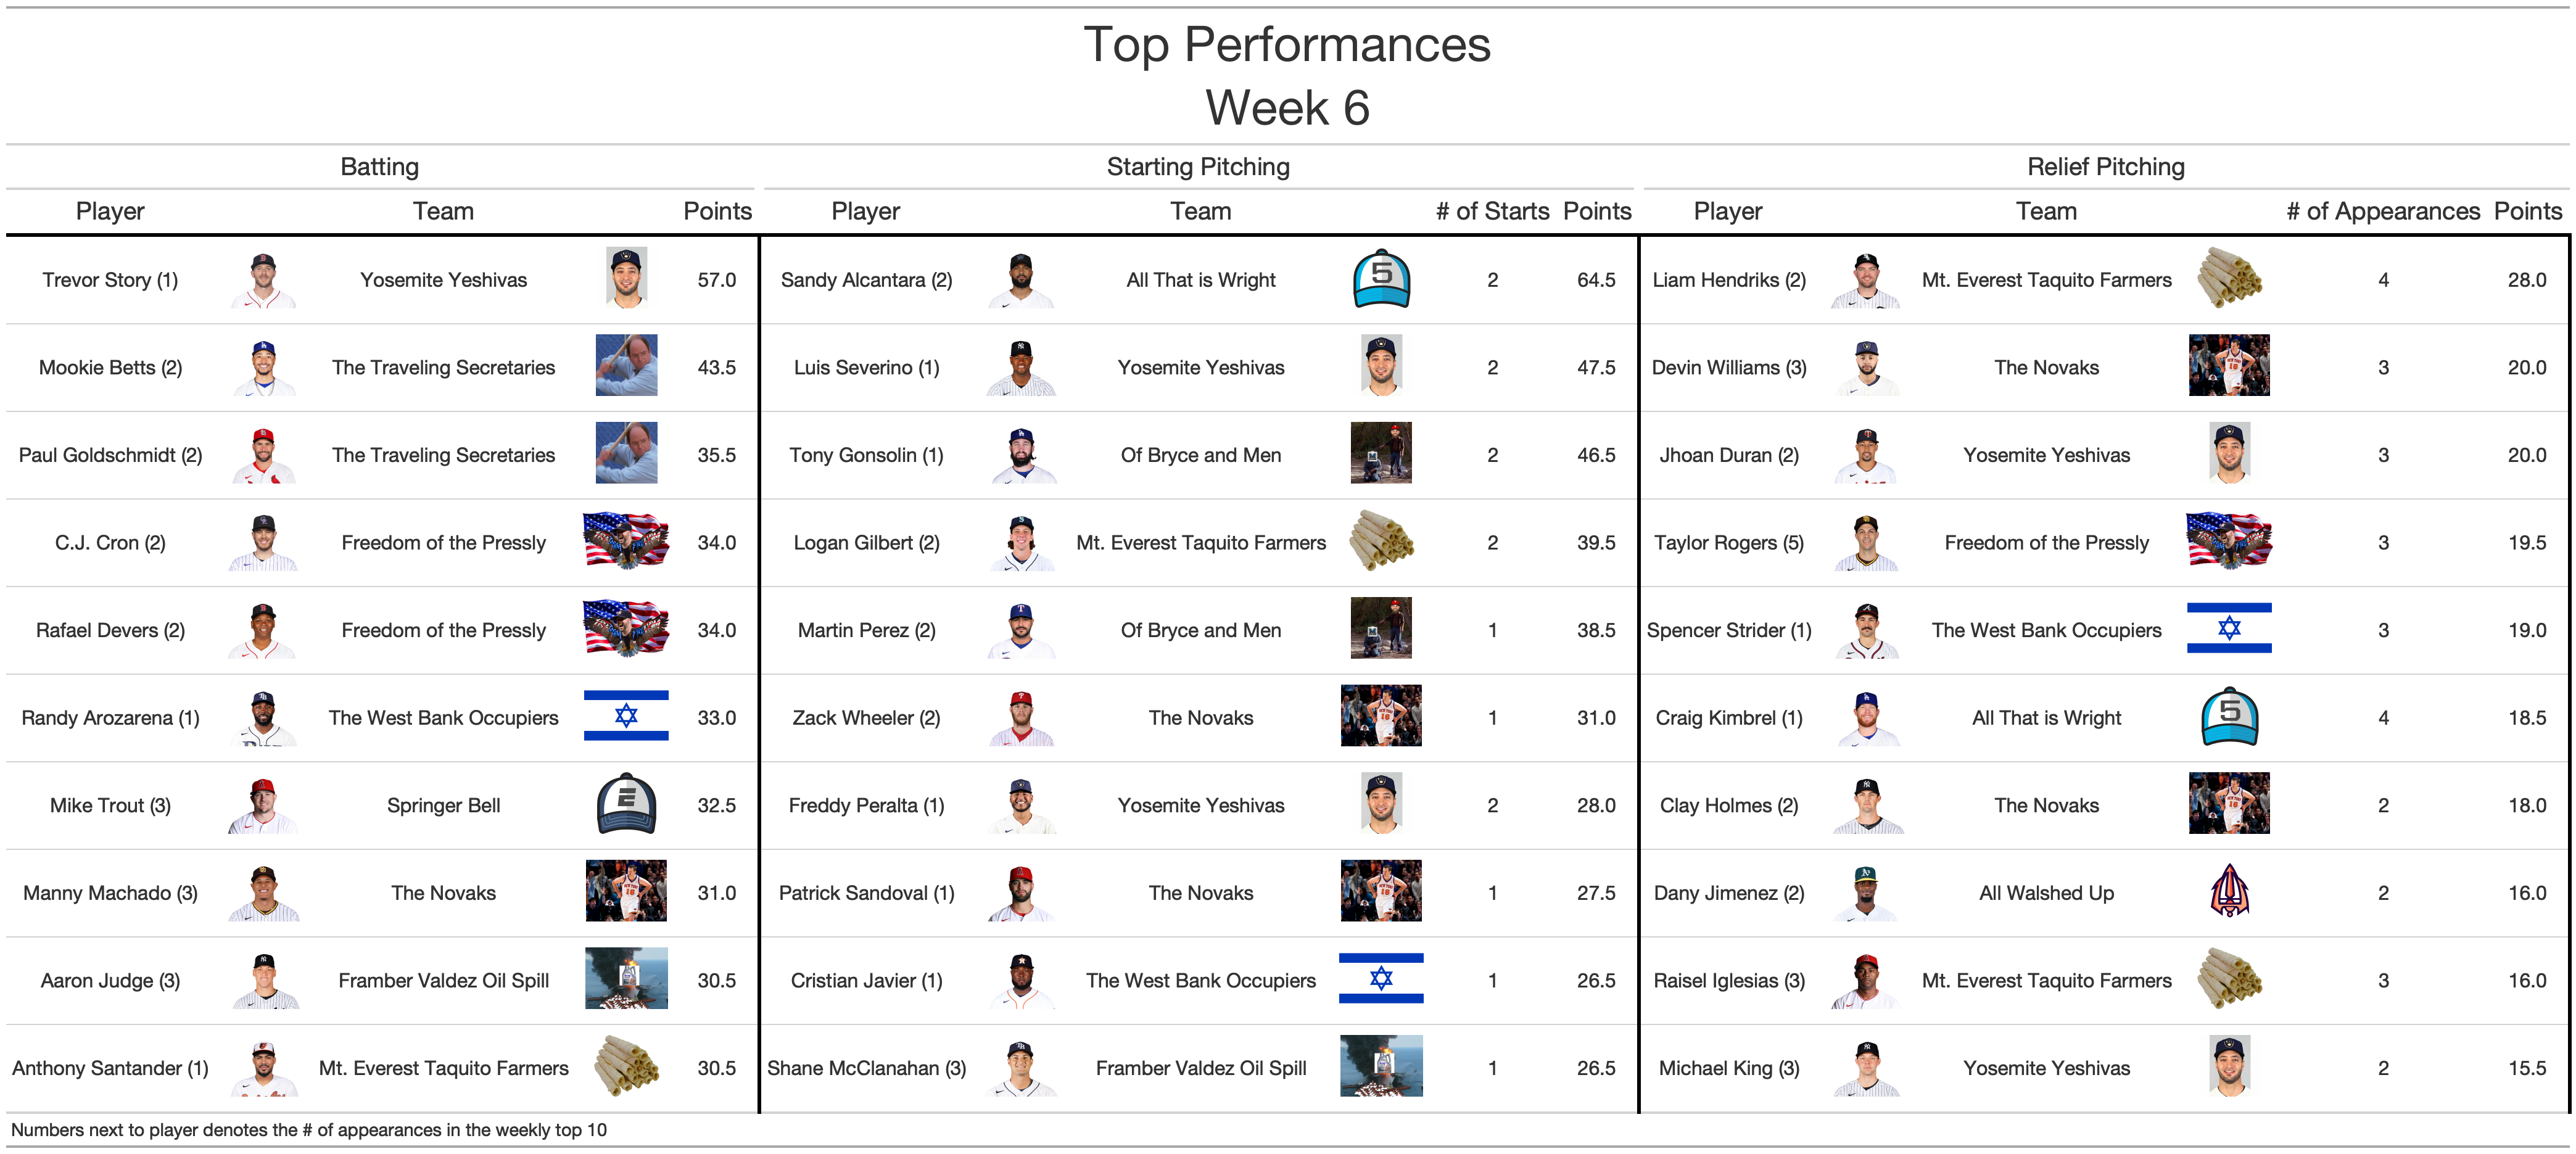 Top Performances
Week 6
Batting Starting Pitching Relief Pitching
Player Team Points Player Team # of Starts Points Player Team # of Appearances Points
Trevor Story (1) Yosemite Yeshivas 57.0 Sandy Alcantara (2) All That is Wright 5 2 64.5 Liam Hendriks (2) Mt. Everest Taquito Farmers 4 28.0
Mookie Betts (2) The Traveling Secretaries 43.5 Luis Severino (1) Yosemite Yeshivas 2 47.5 Devin Williams (3) The Novaks 3 20.0
Paul Goldschmidt (2) The Traveling Secretaries 35.5 Tony Gonsolin (1) Of Bryce and Men 2 46.5 Jhoan Duran (2) Yosemite Yeshivas 3 20.0
C.J. Cron (2) Freedom of the Pressly 34.0 Logan Gilbert (2) Mt. Everest Taquito Farmers 2 39.5 Taylor Rogers (5) Freedom of the Pressly 3 19.5
Rafael Devers (2) Freedom of the Pressly 34.0 Martin Perez (2) Of Bryce and Men 1 38.5 Spencer Strider (1) The West Bank Occupiers 3 19.0
Randy Arozarena (1) The West Bank Occupiers 33.0 Zack Wheeler (2) The Novaks 1 31.0 Craig Kimbrel (1) All That is Wright 5 4 18.5
Mike Trout (3) Springer Bell E 32.5 Freddy Peralta (1) Yosemite Yeshivas 2 28.0 Clay Holmes (2) The Novaks 2 18.0
Manny Machado (3) The Novaks 31.0 Patrick Sandoval (1) The Novaks 1 27.5 Dany Jimenez (2) All Walshed Up 2 16.0
Aaron Judge (3) Framber Valdez Oil Spill 30.5 Cristian Javier (1) The West Bank Occupiers 1 26.5 Raisel Iglesias (3) Mt. Everest Taquito Farmers 3 16.0
Anthony Santander (1) Mt. Everest Taquito Farmers 30.5 Shane McClanahan (3) Framber Valdez Oil Spill 1 26.5 Michael King (3) Yosemite Yeshivas 2 15.5
Numbers next to player denotes the # of appearances in the weekly top 10